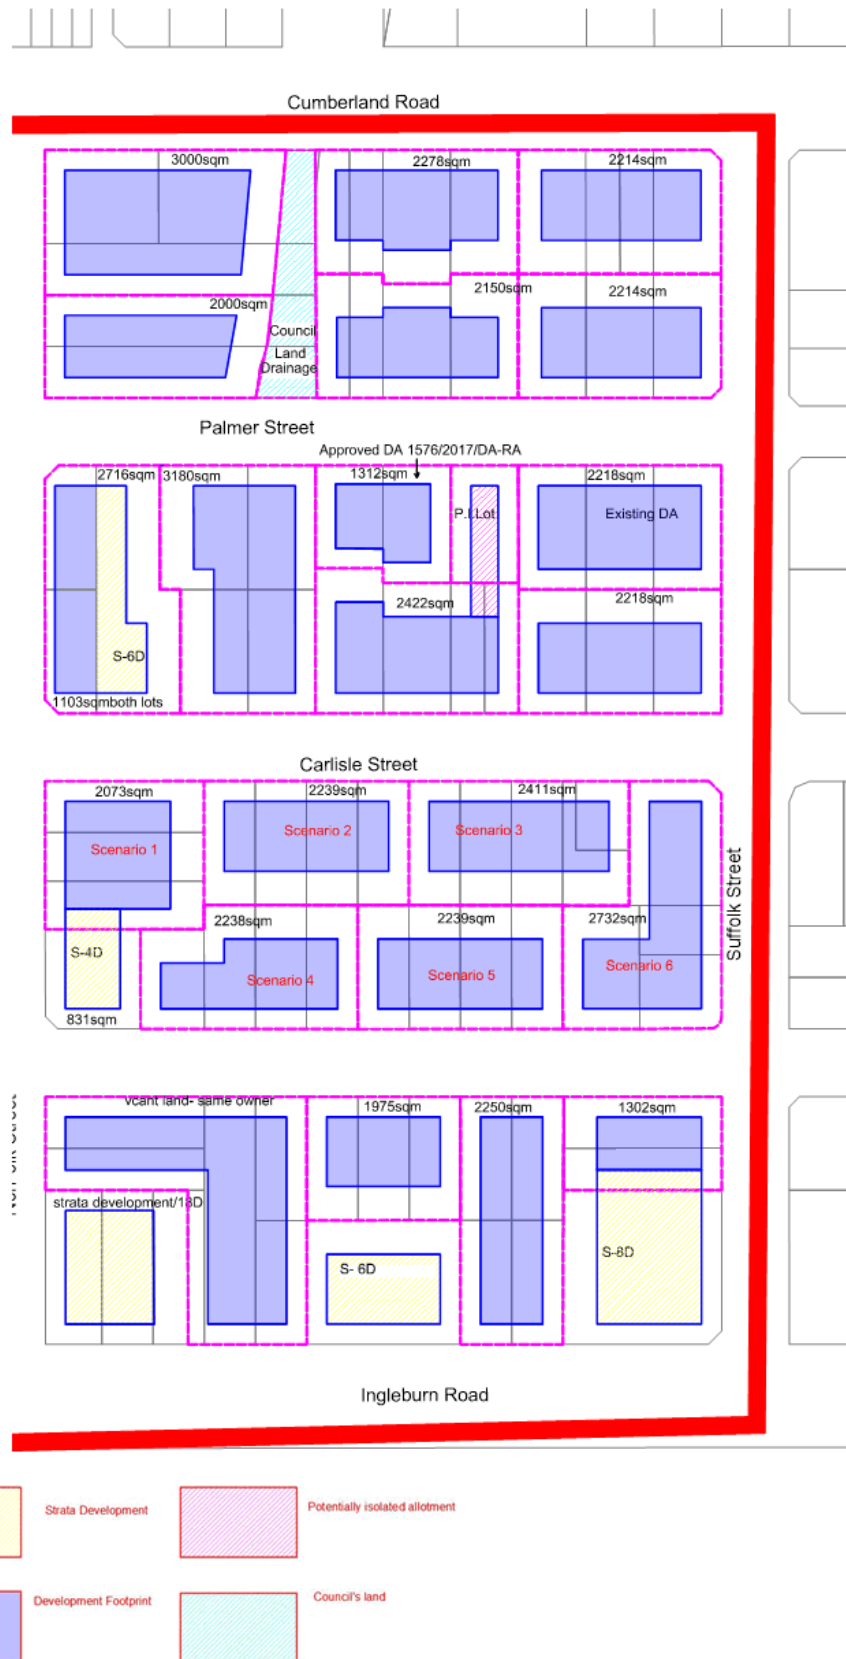 Cumberland Road
3000sqm
2278sqm
2214sqm
2000sqm
2150sqm
2214sqm
Council
Land
Drainage
Palmer Street
Approved DA 1576/2017/DA-RA
2716sqm
3180sqm
1312sqm
2218sqm
P.I.Lot
Existing DA
2422sqm
2218sqm
S-6D
1103sqmboth lots
Carlisle Street
2073sqm
2239sqm
2411sqm
Scenario 1
Scenario 2
Scenario 3
Suffolk Street
2238sqm
2239sqm
2732sqm
S-4D
Scenario 4
Scenario 5
Scenario 6
831sqm
vcant land- same owner
1975sqm
2250sqm
1302sqm
strata development/18D
S- 6D
S-8D
Ingleburn Road
Strata Development
Potentially isolated allotment
Development Footprint
Council's land